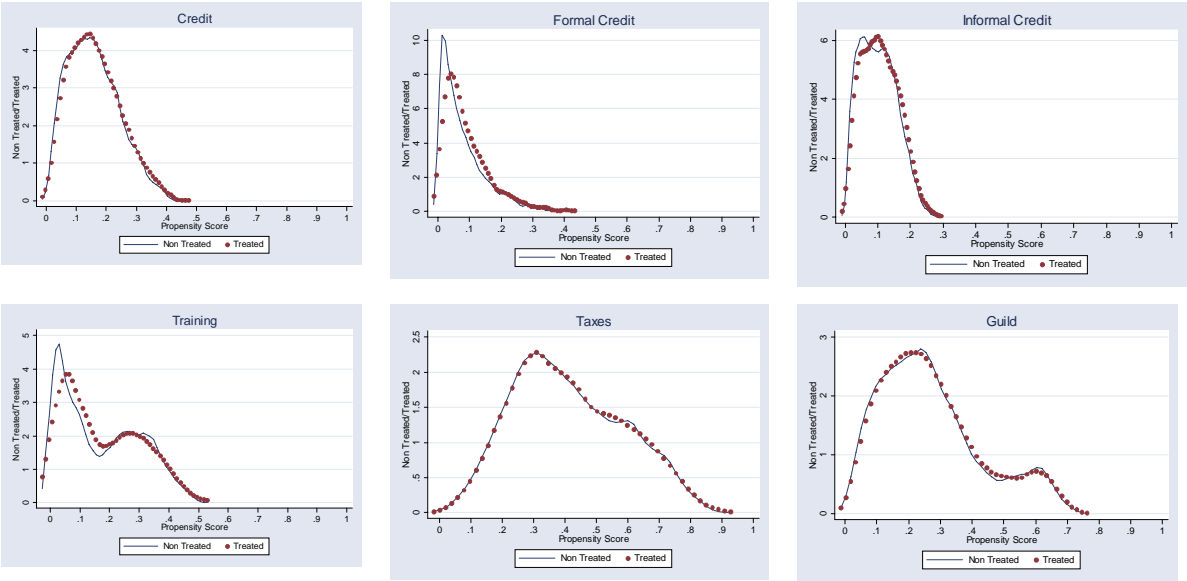 Credit
Non Treated/Treated
4
3
2
1
0
0 .1 .2 .3 .4 .5 .6 .7 .8 .9 1
Propensity Score
Non Treated Treated
Formal Credit
Non Treated/Treated
10
8
6
4
2
0
0 .1 .2 .3 .4 .5 .6 .7 .8 .9 1
Propensity Score
Non Treated Treated
Informal Credit
Non Treated/Treated
6
4
2
0
0 .1 .2 .3 .4 .5 .6 .7 .8 .9 1
Propensity Score
Non Treated Treated
Training
Non Treated/Treated
5
4
3
2
1
0
0 .1 .2 .3 .4 .5 .6 .7 .8 .9 1
Propensity Score
Non Treated Treated
Taxes
Non Treated/Treated
2.5
2
1.5
1
.5
0
0 .1 .2 .3 .4 .5 .6 .7 .8 .9 1
Propensity Score
Non Treated Treated
Guild
Non Treated/Treated
3
2
1
0
0 .1 .2 .3 .4 .5 .6 .7 .8 .9 1
Propensity Score
Non Treated Treated